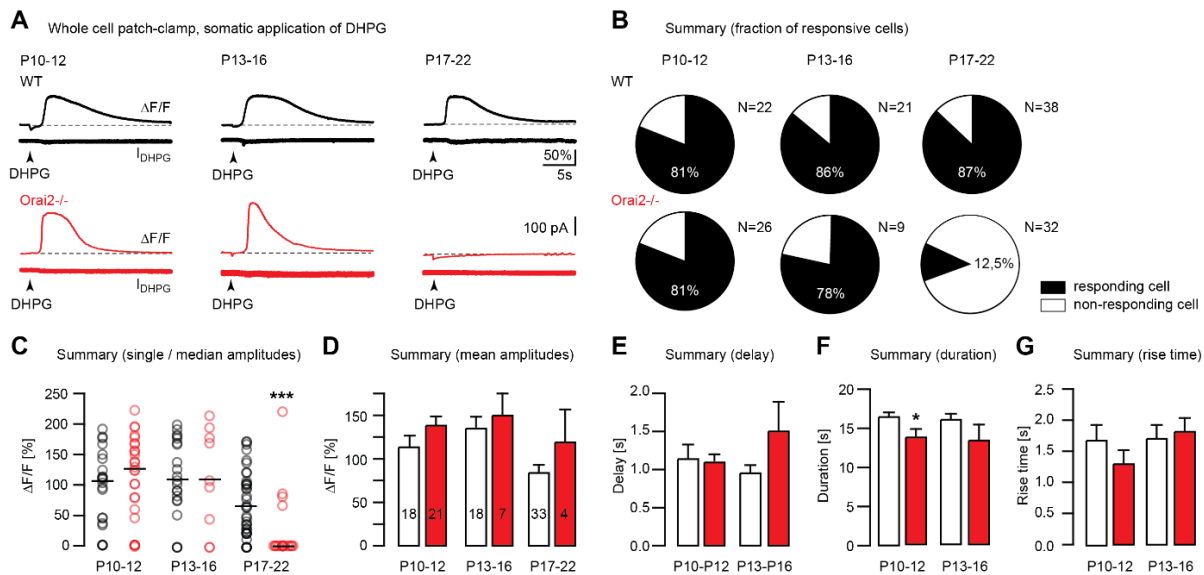 A Whole cell patch-clamp, somatic application of DHPG
P10-12 P13-16 P17-22
WT
ΔF/F
I_DHPG
DHPG DHPG DHPG
50%
5s
Orai2-/-
ΔF/F
100 pA
I_DHPG
DHPG DHPG DHPG
B Summary (fraction of responsive cells)
P10-12 P13-16 P17-22
WT
N=22 N=21 N=38
81% 86% 87%
Orai2-/-
N=26 N=9 N=32
81% 78% 12,5%
responding cell
non-responding cell
C Summary (single / median amplitudes)
ΔF/F [%]
250
200
150
100
50
0
***
P10-12 P13-16 P17-22
D Summary (mean amplitudes)
ΔF/F [%]
150
100
50
0
18 21 18 7 33 4
P10-12 P13-16 P17-22
E Summary (delay)
Delay [s]
2.0
1.5
1.0
0.5
0.0
P10-P12 P13-P16
F Summary (duration)
Duration [s]
20
15
10
5
0
*
P10-12 P13-16
G Summary (rise time)
Rise time [s]
2.5
2.0
1.5
1.0
0.5
0.0
P10-12 P13-16